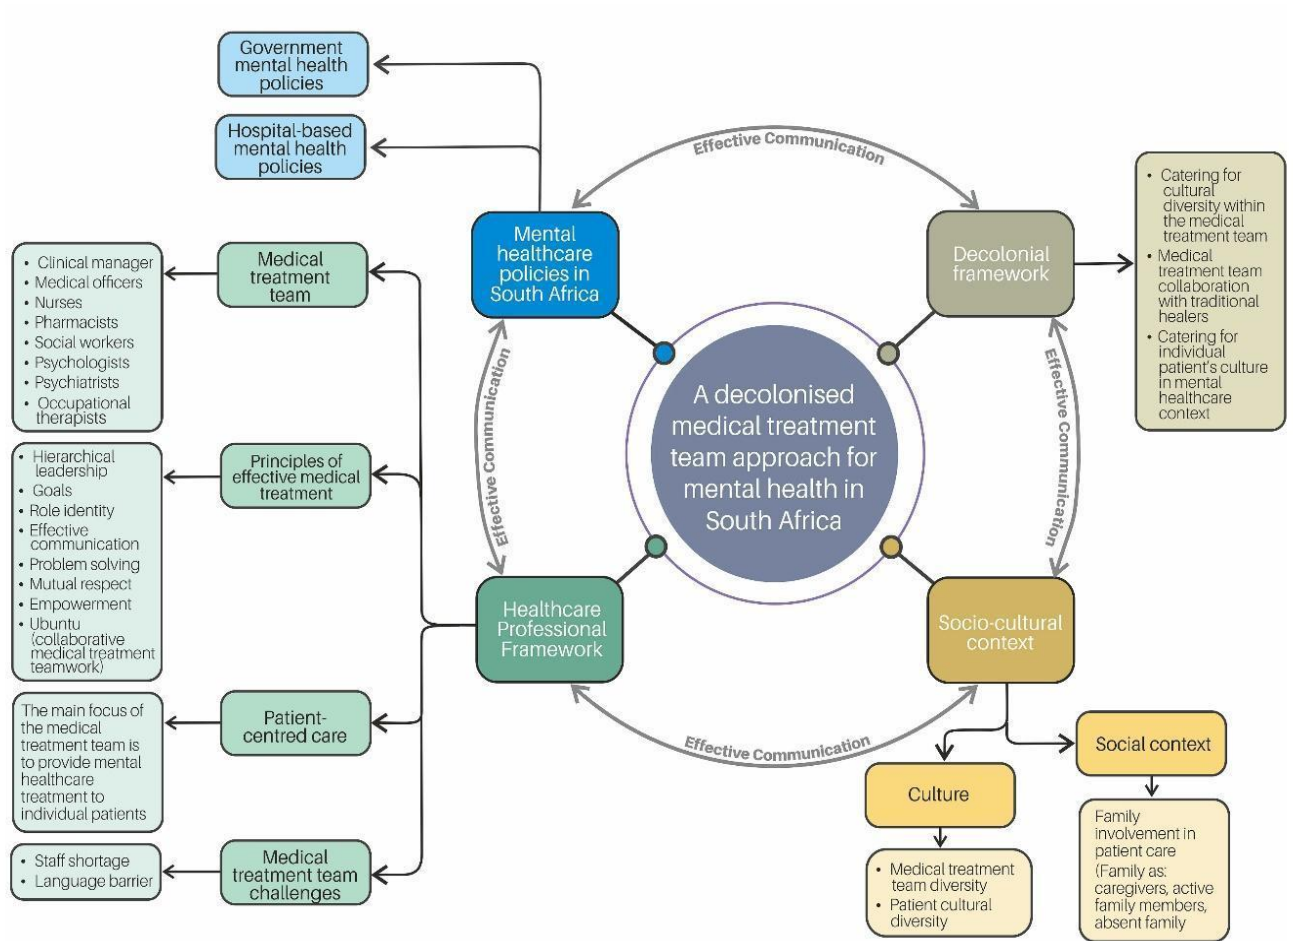 Government
mental health
policies
Hospital-based
mental health
policies
Effective Communication
Mental
healthcare
policies in
South Africa
Decolonial
framework
• Catering for
cultural
diversity within
the medical
treatment team
• Medical
treatment team
collaboration
with traditional
healers
• Catering for
individual
patient's culture
in mental
healthcare
context
Medical
treatment
team
• Clinical manager
• Medical officers
• Nurses
• Pharmacists
• Social workers
• Psychologists
• Psychiatrists
• Occupational
therapists
Effective Communication
A decolonised
medical treatment
team approach for
mental health in
South Africa
Effective Communication
Principles of
effective medical
treatment
• Hierarchical
leadership
• Goals
• Role identity
• Effective
communication
• Problem solving
• Mutual respect
• Empowerment
• Ubuntu
(collaborative
medical treatment
teamwork)
Healthcare
Professional
Framework
Socio-cultural
context
Patient-
centred care
The main focus of
the medical
treatment team is
to provide mental
healthcare
treatment to
individual patients
Effective Communication
Social context
Culture
Family
involvement in
patient care
(Family as:
caregivers, active
family members,
absent family
• Medical treatment
team diversity
• Patient cultural
diversity
Medical
treatment team
challenges
• Staff shortage
• Language barrier